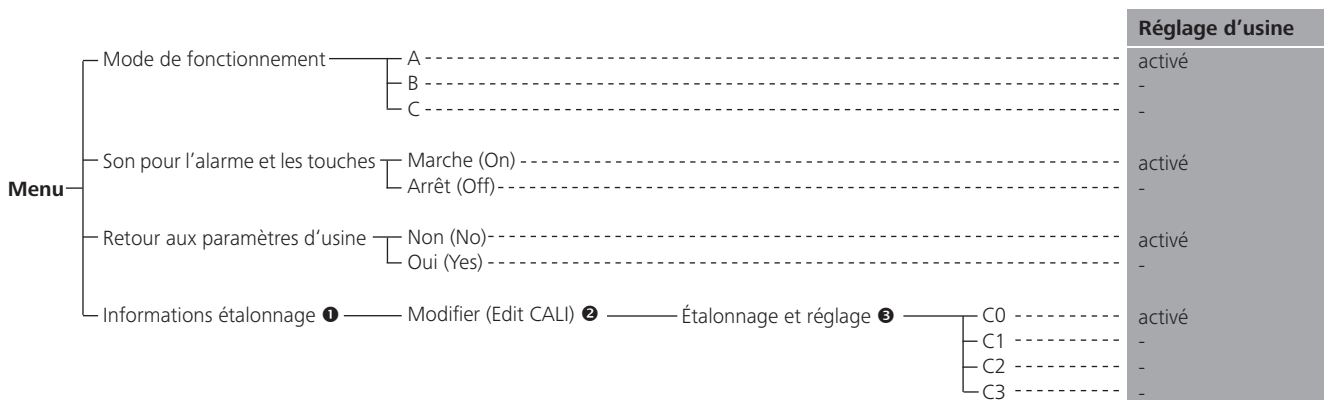 Réglage d'usine
Mode de fonctionnement A activé
B -
C -
Son pour l'alarme et les touches Marche (On) activé
Arrêt (Off) -
Menu
Retour aux paramètres d'usine Non (No) activé
Oui (Yes) -
Informations étalonnage ❶ Modifier (Edit CALI) ❷ Étalonnage et réglage ❸ C0 activé
C1 -
C2 -
C3 -